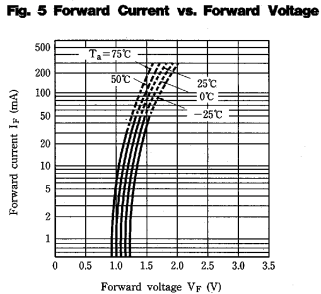 Fig. 5 Forward Current vs. Forward Voltage
Forward current IF (mA)
500
200
100
50
20
10
5
2
1
Ta=75℃
50℃
25℃
0℃
−25℃
0 0.5 1.0 1.5 2.0 2.5 3.0 3.5
Forward voltage VF (V)